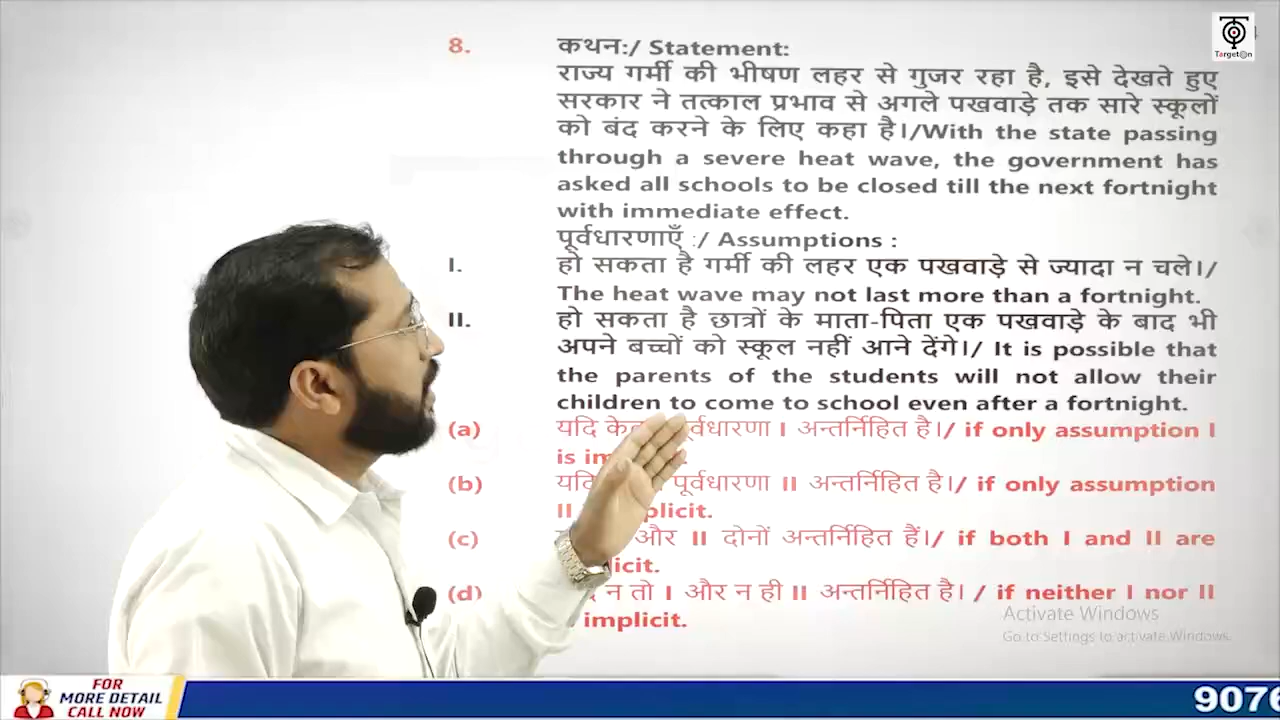 TargetOn
8. कथन:/ Statement:
राज्य गर्मी की भीषण लहर से गुजर रहा है, इसे देखते हुए
सरकार ने तत्काल प्रभाव से अगले पखवाड़े तक सारे स्कूलों
को बंद करने के लिए कहा है।/With the state passing
through a severe heat wave, the government has
asked all schools to be closed till the next fortnight
with immediate effect.
पूर्वधारणाएँ :/ Assumptions :
I. हो सकता है गर्मी की लहर एक पखवाड़े से ज्यादा न चले।/
The heat wave may not last more than a fortnight.
II. हो सकता है छात्रों के माता-पिता एक पखवाड़े के बाद भी
अपने बच्चों को स्कूल नहीं आने देंगे।/ It is possible that
the parents of the students will not allow their
children to come to school even after a fortnight.
(a) यदि पूर्वधारणा I अन्तर्निहित है।/ if only assumption I
is
(b) पूर्वधारणा II अन्तर्निहित है।/ if only assumption
II
(c) और II दोनों अन्तर्निहित हैं।/ if both I and II are
(d) न तो I और न ही II अन्तर्निहित है। / if neither I nor II
implicit.
Activate Windows
Go to Settings to activate Windows.
FOR
MORE DETAIL
CALL NOW
9076